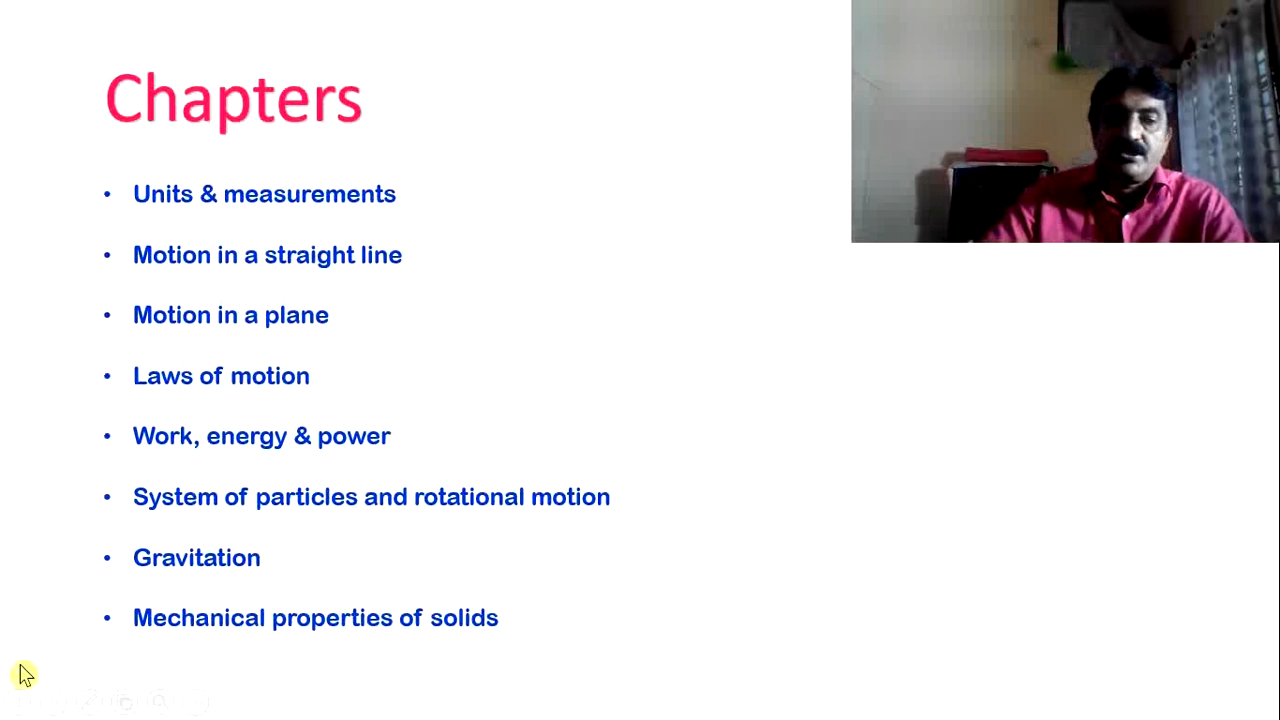 Chapters
• Units & measurements
• Motion in a straight line
• Motion in a plane
• Laws of motion
• Work, energy & power
• System of particles and rotational motion
• Gravitation
• Mechanical properties of solids